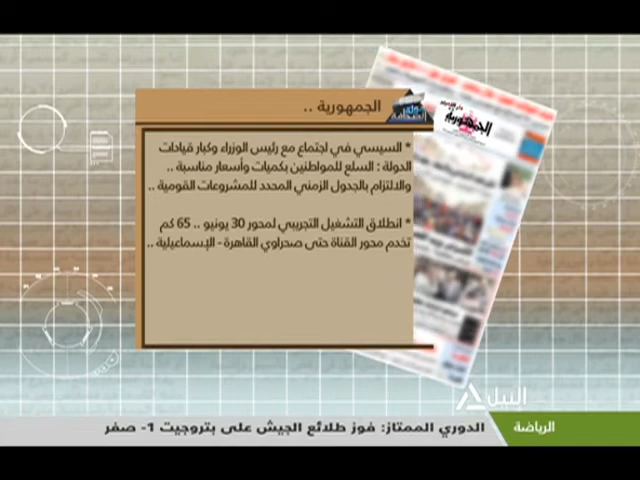 الجمهورية ..
الجمهورية
* السيسي في اجتماع مع رئيس الوزراء وكبار قيادات
الدولة : السلع للمواطنين بكميات وأسعار مناسبة ..
والالتزام بالجدول الزمني المحدد للمشروعات القومية ..
* انطلاق التشغيل التجريبي لمحور 30 يونيو .. 65 كم
تخدم محور القناة حتى صحراوي القاهرة - الإسماعيلية ..
النيل
الرياضة
الدوري الممتاز: فوز طلائع الجيش على بتروجيت 1- صفر